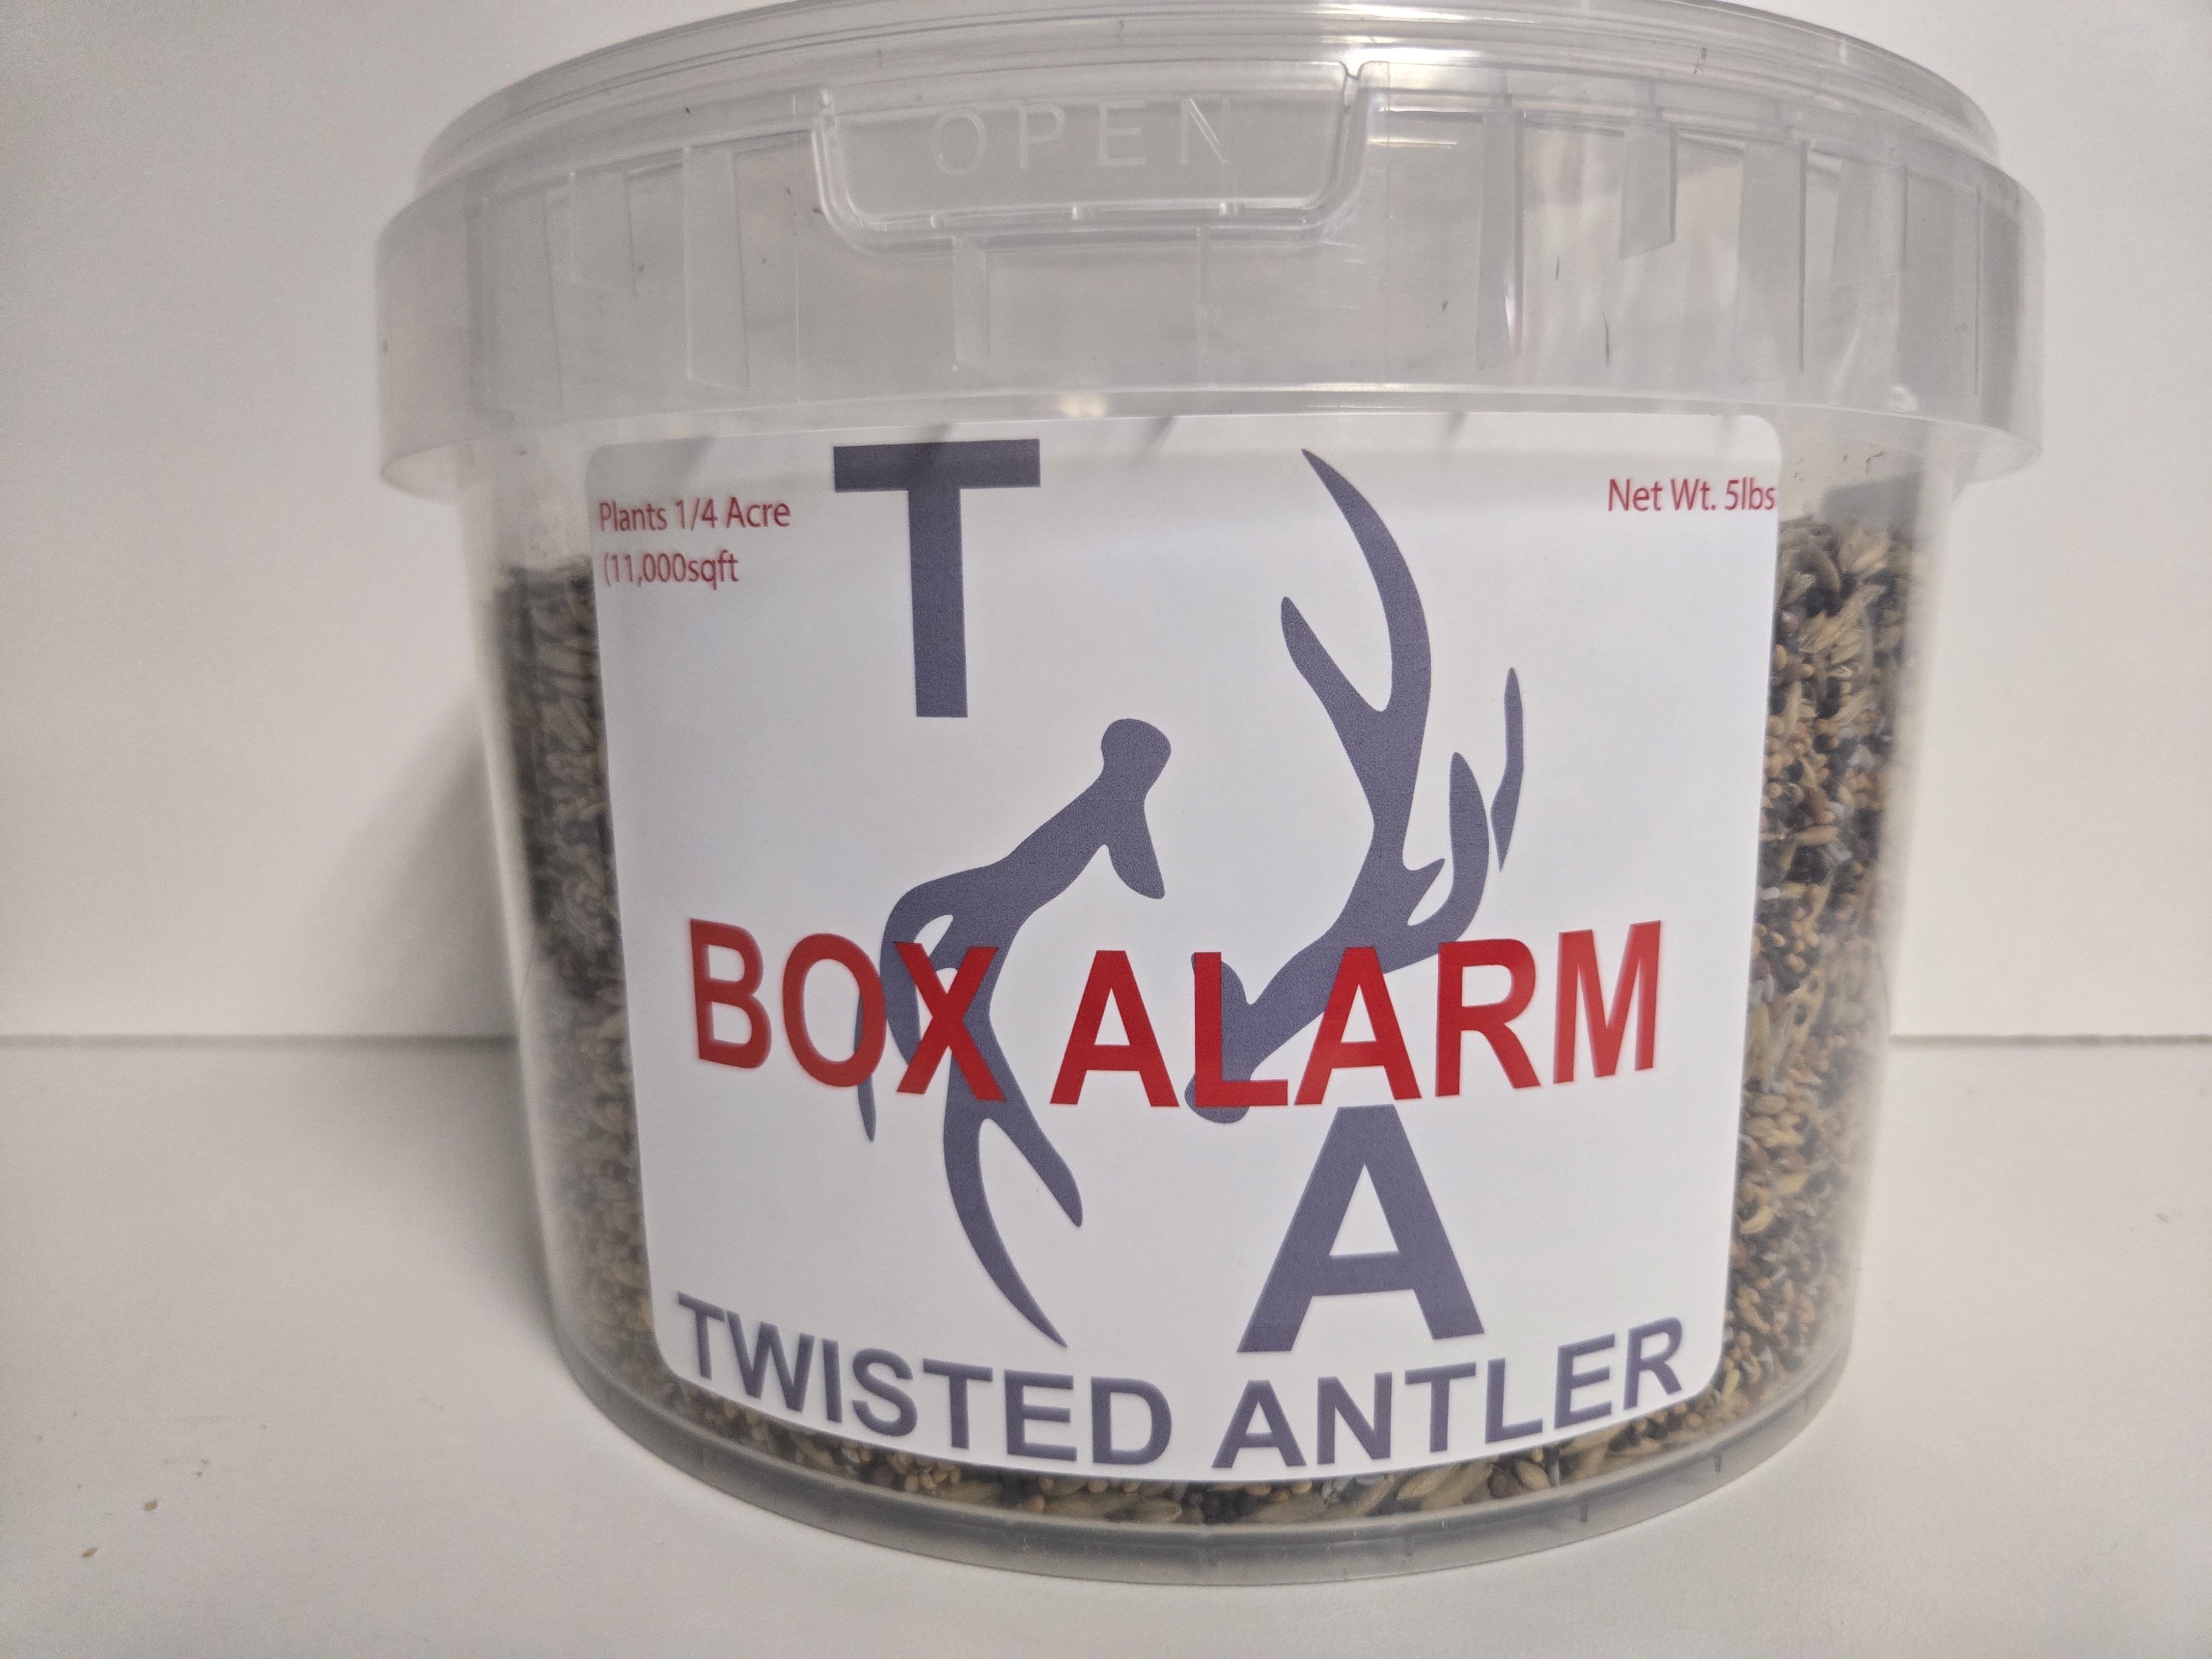 OPEN
T
Plants 1/4 Acre
(11,000sqft
Net Wt. 5lbs
BOX ALARM
A
TWISTED ANTLER